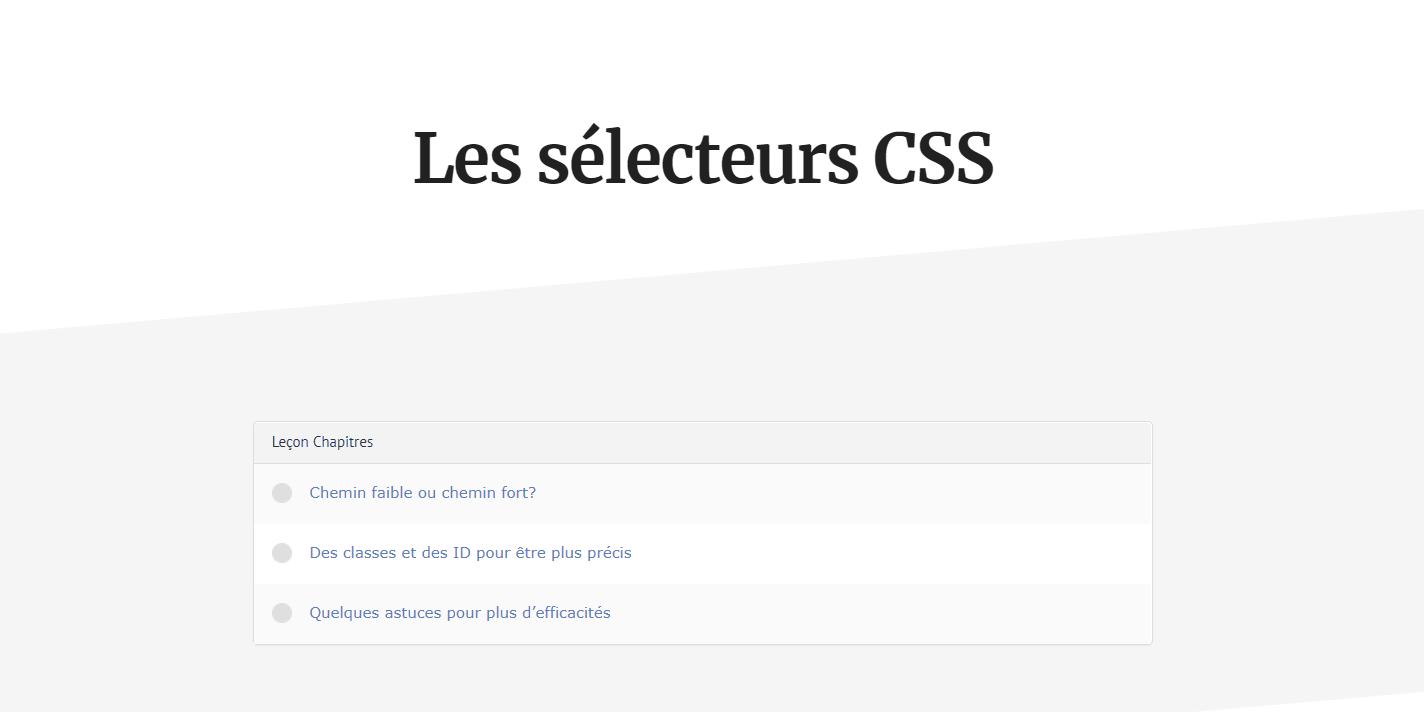 Les sélecteurs CSS
Leçon Chapitres
Chemin faible ou chemin fort?
Des classes et des ID pour être plus précis
Quelques astuces pour plus d’efficacités